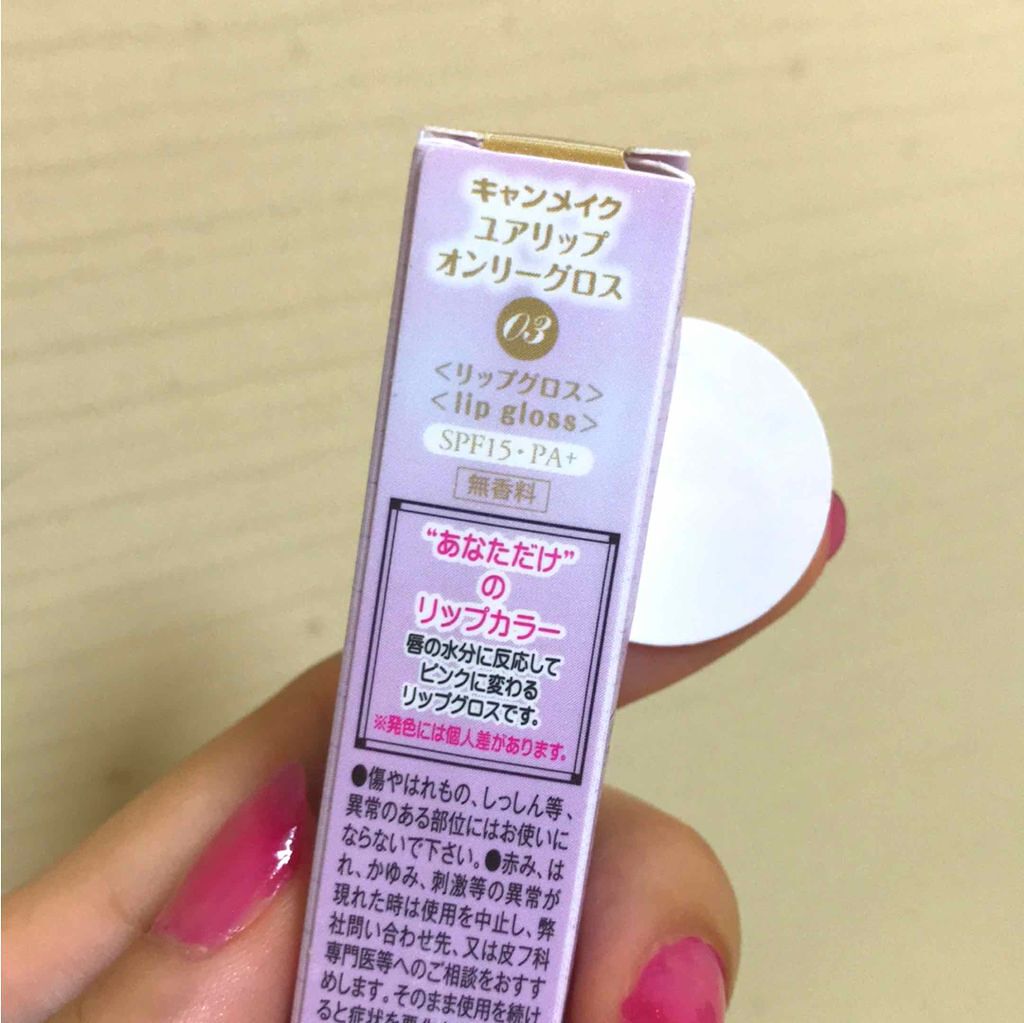 キャンメイク
ユアリップ
オンリーグロス
03
<リップグロス>
<lip gloss>
SPF15・PA+
無香料
“あなただけ”
の
リップカラー
唇の水分に反応して
ピンクに変わる
リップグロスです。
※発色には個人差があります。
●傷やはれもの、しっしん等、
異常のある部位にはお使いに
ならないで下さい。●赤み、は
れ、かゆみ、刺激等の異常が
現れた時は使用を中止し、弊
社問い合わせ先、又は皮フ科
専門医等へのご相談をおすす
めします。そのまま使用を続け
ると症状を悪化